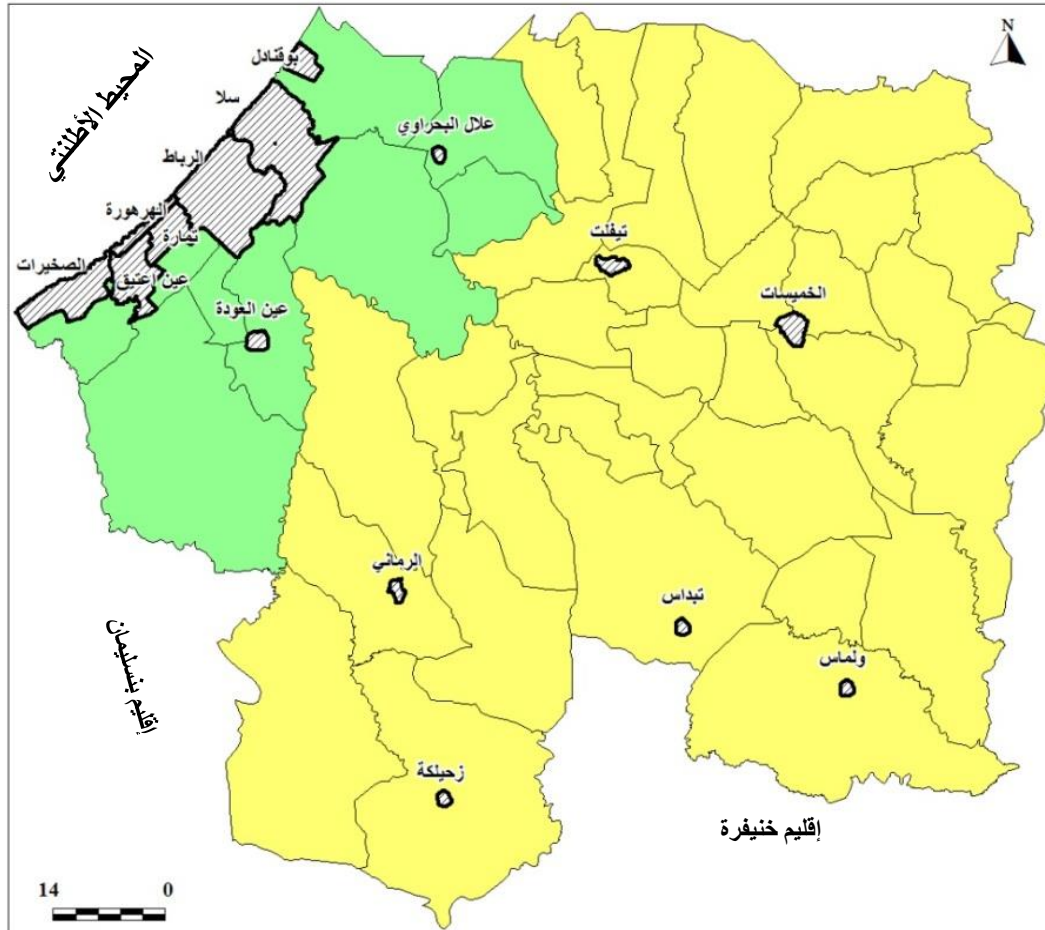 N
بوقنادل
المحيط الأطلنتي
سلا
علال البحراوي
الرباط
الهرهورة
تمارة
الصخيرات
عين اعتيق
عين العودة
تيفلت
الخميسات
الرماني
تيداس
ولماس
إقليم بنسليمان
زحيلكة
إقليم خنيفرة
14 0